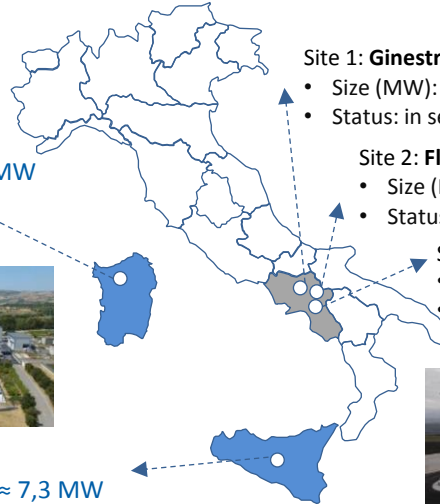 Site 1: Ginestr
• Size (MW):
• Status: in se
MW
Site 2: Fl
• Size (
• Status
S
•
•
≈ 7,3 MW